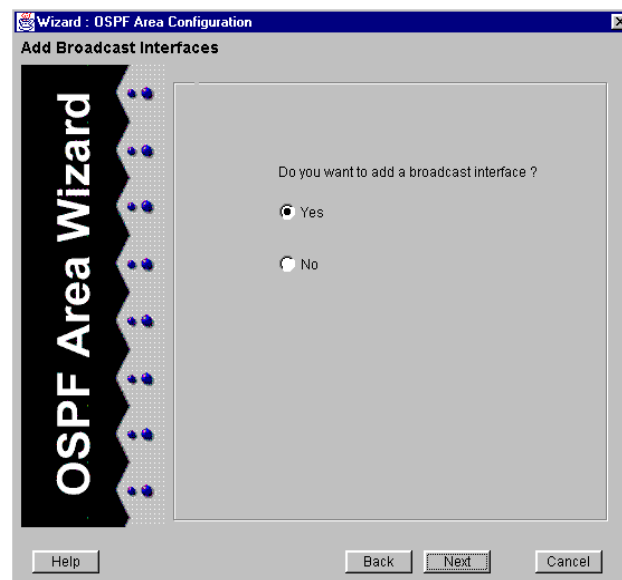 Wizard : OSPF Area Configuration
Add Broadcast Interfaces
OSPF Area Wizard
Do you want to add a broadcast interface ?
Yes
No
Help
Back
Next
Cancel